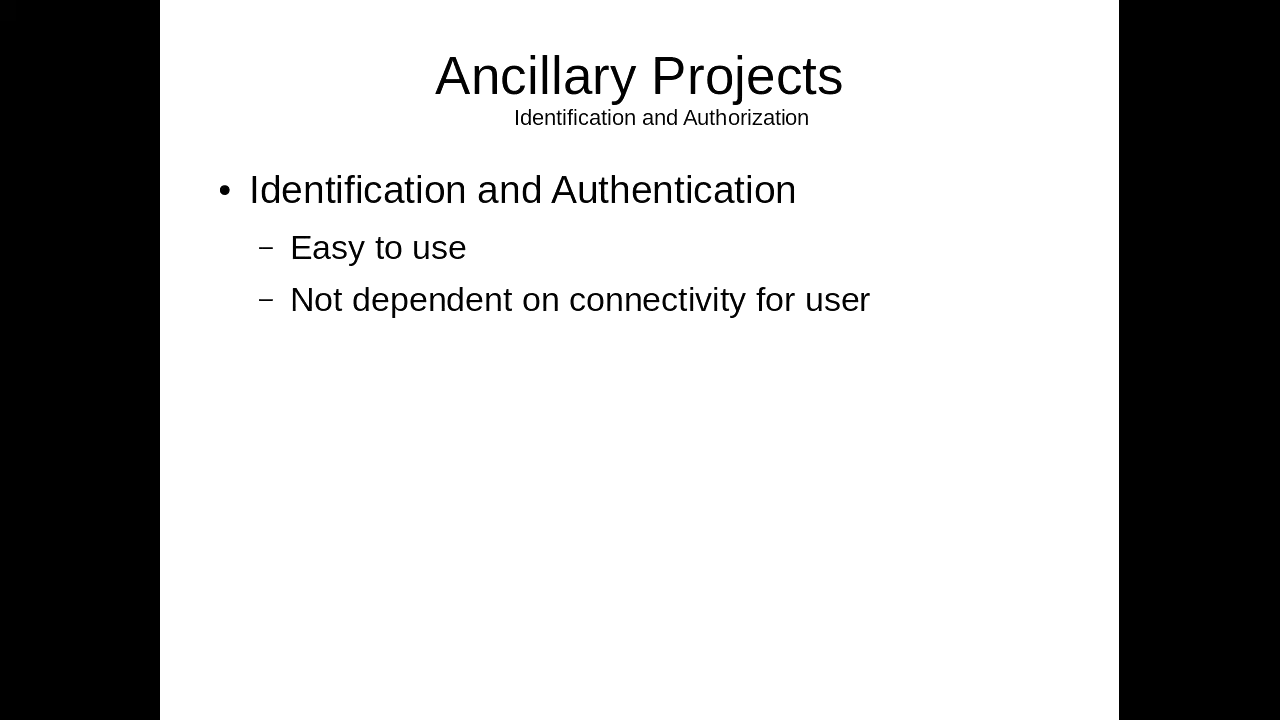 Ancillary Projects
Identification and Authorization
• Identification and Authentication
– Easy to use
– Not dependent on connectivity for user